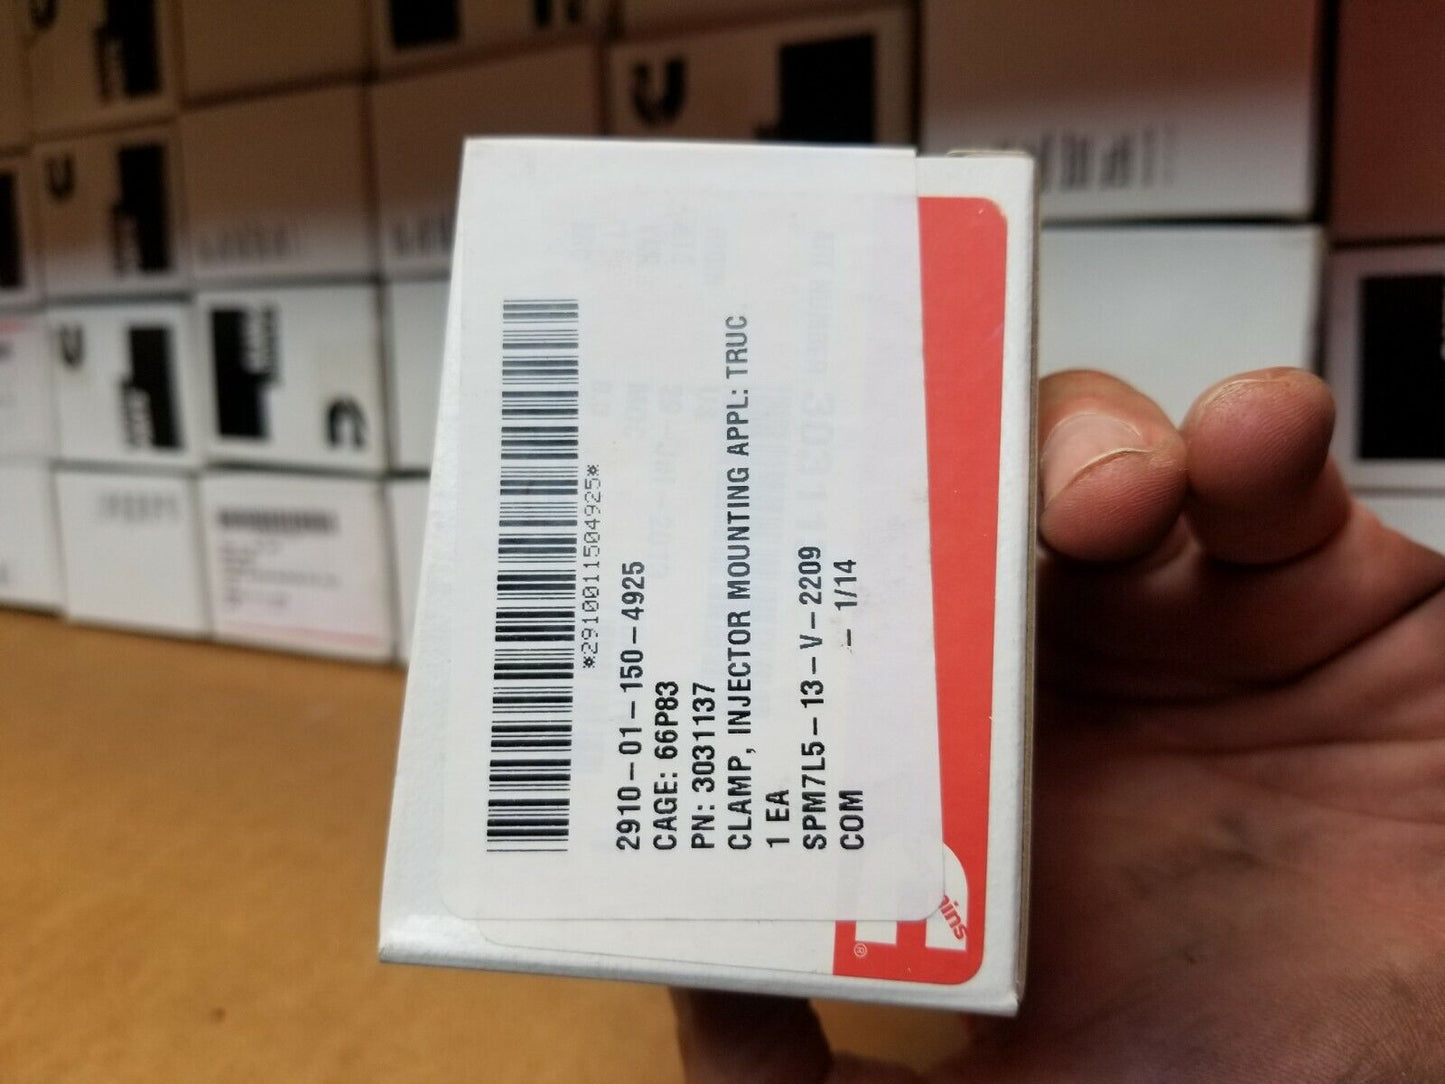 *2910011504925*
2910-01-150-4925
CAGE: 66P83
PN: 3031137
CLAMP, INJECTOR MOUNTING APPL: TRUC
1 EA
SPM7L5-13-V-2209
COM - 1/14
ins
®